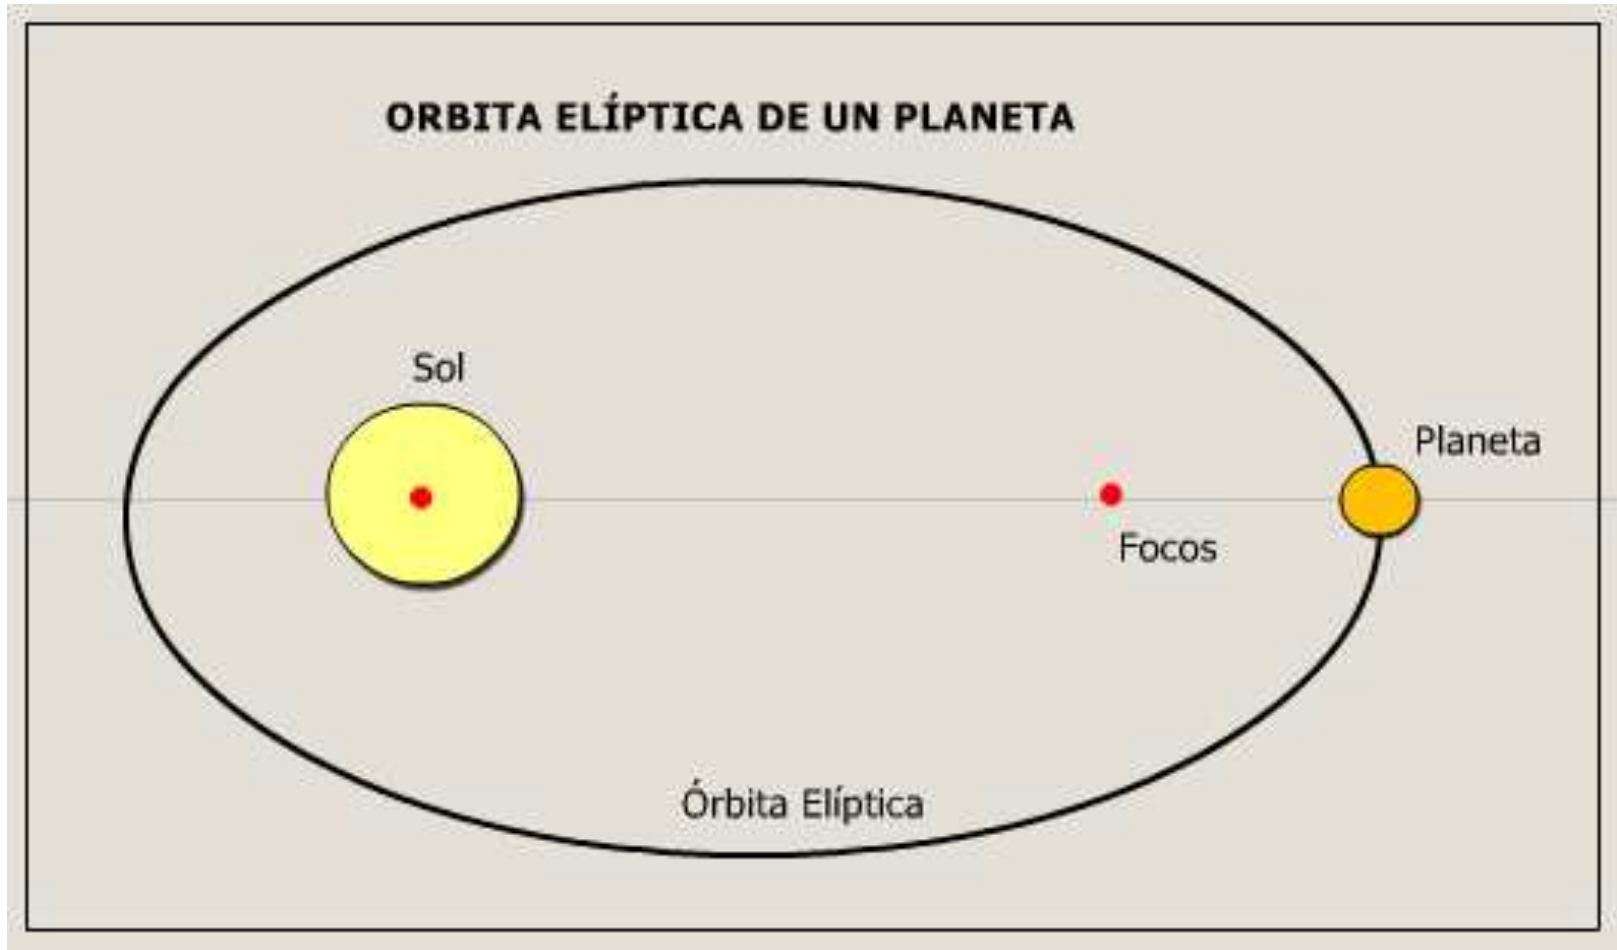 ORBITA ELÍPTICA DE UN PLANETA
Sol
Planeta
Focos
Órbita Elíptica